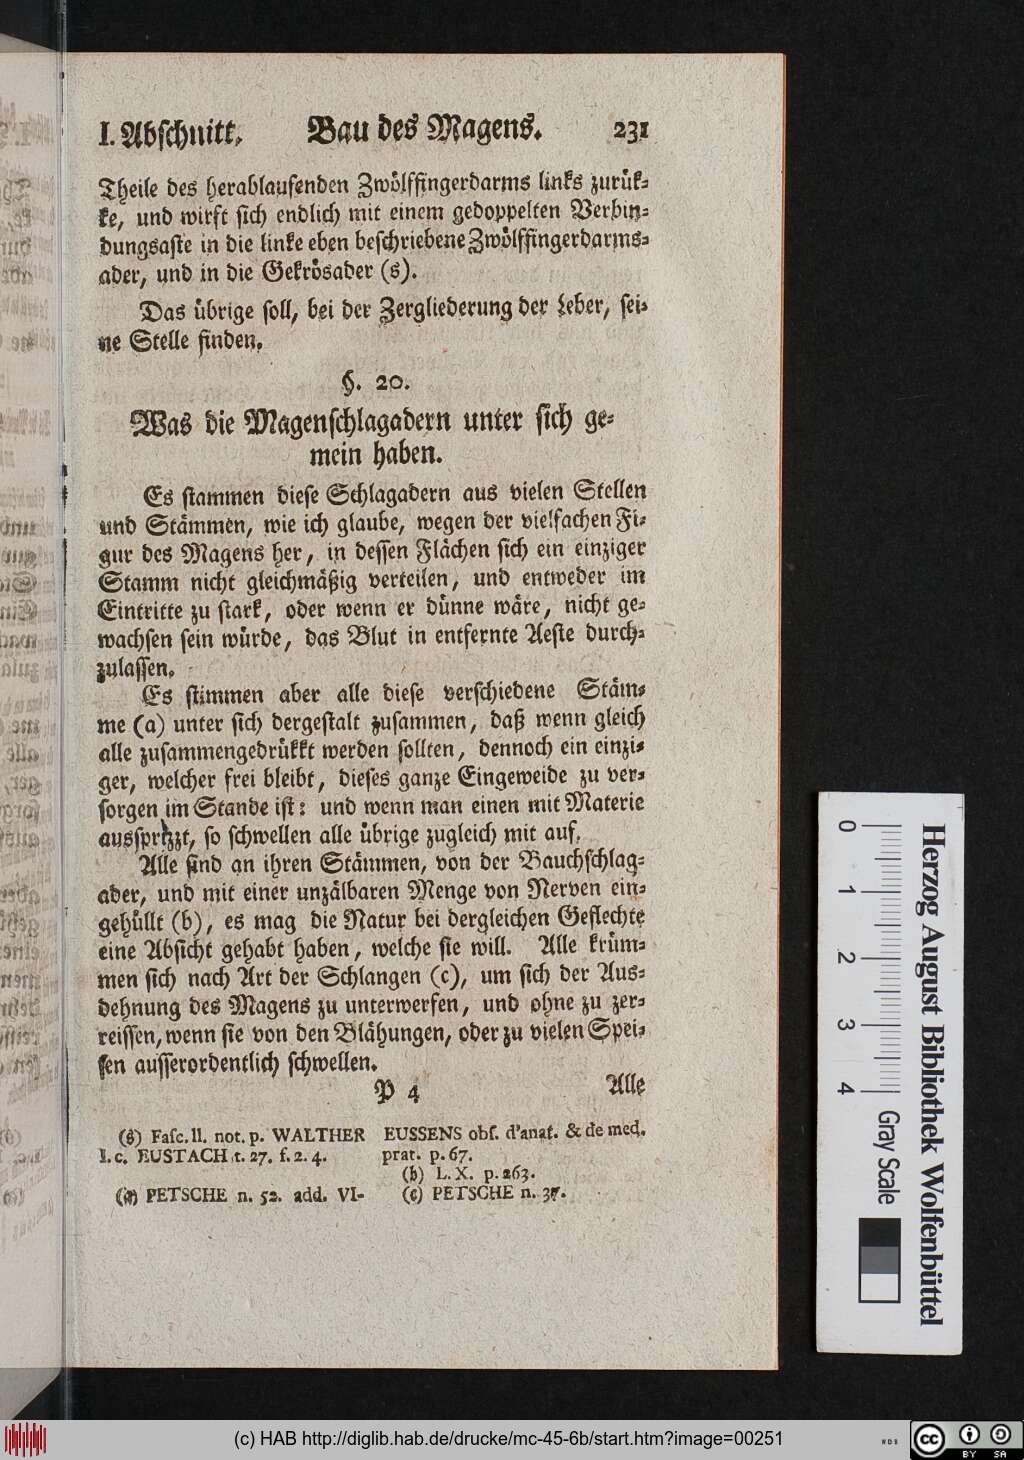 I. Abschnitt. Bau des Magens. 231
Theile des herablaufenden Zwölffingerdarms links zurük-
ke, und wirft sich endlich mit einem gedoppelten Verbin-
dungsaste in die linke eben beschriebene Zwölffingerdarms-
ader, und in die Gekrösader (s).
Das übrige soll, bei der Zergliederung der Leber, sei-
ne Stelle finden.
§. 20.
Was die Magenschlagadern unter sich ge-
mein haben.
Es stammen diese Schlagadern aus vielen Stellen
und Stämmen, wie ich glaube, wegen der vielfachen Fi-
gur des Magens her, in dessen Flächen sich ein einziger
Stamm nicht gleichmäßig verteilen, und entweder im
Eintritte zu stark, oder wenn er dünne wäre, nicht ge-
wachsen sein würde, das Blut in entfernte Aeste durch-
zulassen.
Es stimmen aber alle diese verschiedene Stäm-
me (a) unter sich dergestalt zusammen, daß wenn gleich
alle zusammengedrükkt werden sollten, dennoch ein einzi-
ger, welcher frei bleibt, dieses ganze Eingeweide zu ver-
sorgen im Stande ist: und wenn man einen mit Materie
aussprizzt, so schwellen alle übrige zugleich mit auf.
Alle sind an ihren Stämmen, von der Bauchschlag-
ader, und mit einer unzälbaren Menge von Nerven ein-
gehüllt (b), es mag die Natur bei dergleichen Geflechte
eine Absicht gehabt haben, welche sie will. Alle krüm-
men sich nach Art der Schlangen (c), um sich der Aus-
dehnung des Magens zu unterwerfen, und ohne zu zer-
reissen, wenn sie von den Blähungen, oder zu vielen Spei-
sen ausserordentlich schwellen.
P 4 Alle
(s) Fasc. II. not. p. WALTHER
l. c. EUSTACH t. 27. f. 2. 4.
(a) PETSCHE n. 52. add. VI-
EUSSENS obs. d'anat. & de med.
prat. p. 67.
(b) L. X. p. 263.
(c) PETSCHE n. 37.
0 1 2 3 4 Gray Scale
Herzog August Bibliothek Wolfenbüttel
(c) HAB http://diglib.hab.de/drucke/mc-45-6b/start.htm?image=00251
cc BY SA